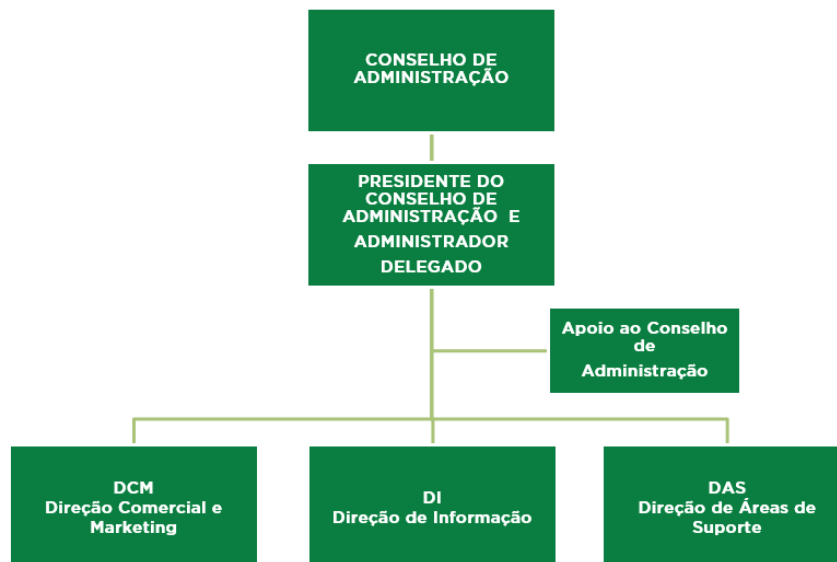 CONSELHO DE
ADMINISTRAÇÃO
PRESIDENTE DO
CONSELHO DE
ADMINISTRAÇÃO E
ADMINISTRADOR
DELEGADO
Apoio ao Conselho
de
Administração
DCM
Direção Comercial e
Marketing
DI
Direção de Informação
DAS
Direção de Áreas de
Suporte